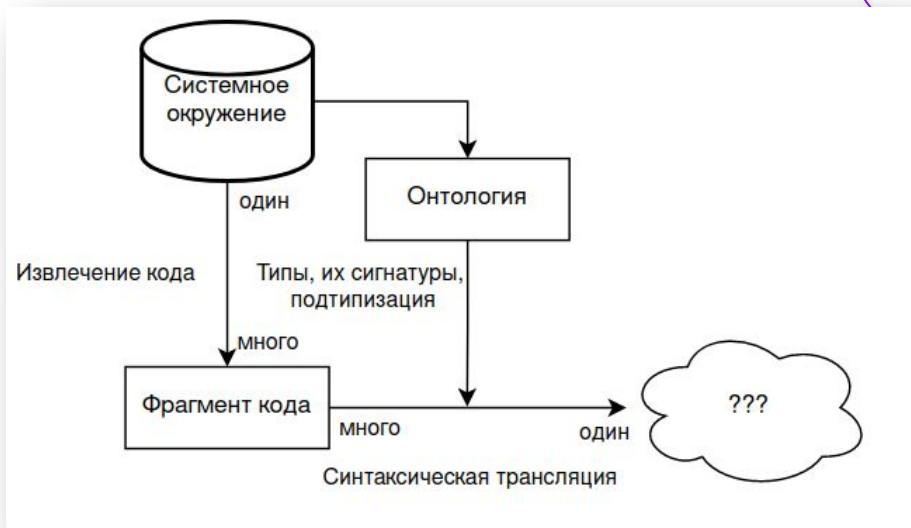 Системное
окружение
Онтология
один
Извлечение кода
Типы, их сигнатуры,
подтипизация
много
Фрагмент кода
???
много
один
Синтаксическая трансляция